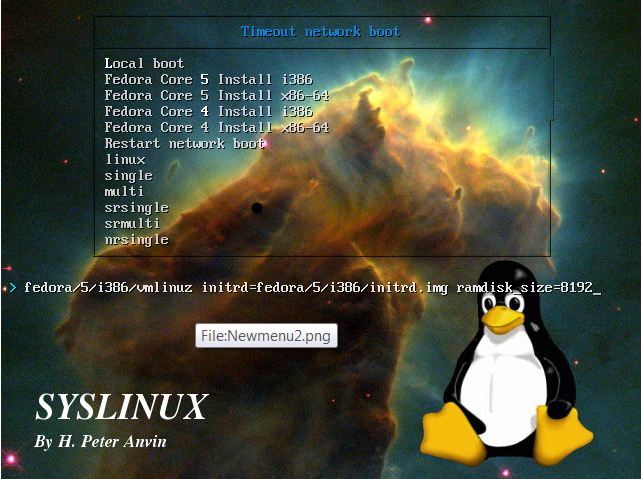 Timeout network boot
Local boot
Fedora Core 5 Install i386
Fedora Core 5 Install x86-64
Fedora Core 4 Install i386
Fedora Core 4 Install x86-64
Restart network boot
linux
single
multi
srsingle
srmulti
nrsingle
> fedora/5/i386/vmlinuz initrd=fedora/5/i386/initrd.img ramdisk_size=8192_
File:Newmenu2.png
SYSLINUX
By H. Peter Anvin